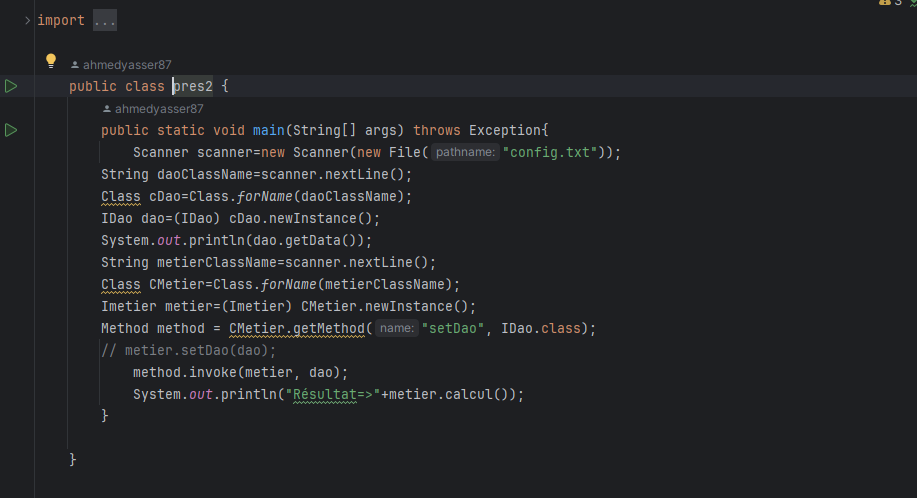 3
import ...
ahmedyasser87
public class pres2 {
ahmedyasser87
public static void main(String[] args) throws Exception{
Scanner scanner=new Scanner(new File( pathname: "config.txt"));
String daoClassName=scanner.nextLine();
Class cDao=Class.forName(daoClassName);
IDao dao=(IDao) cDao.newInstance();
System.out.println(dao.getData());
String metierClassName=scanner.nextLine();
Class CMetier=Class.forName(metierClassName);
Imetier metier=(Imetier) CMetier.newInstance();
Method method = CMetier.getMethod( name: "setDao", IDao.class);
// metier.setDao(dao);
method.invoke(metier, dao);
System.out.println("Résultat=>"+metier.calcul());
}
}